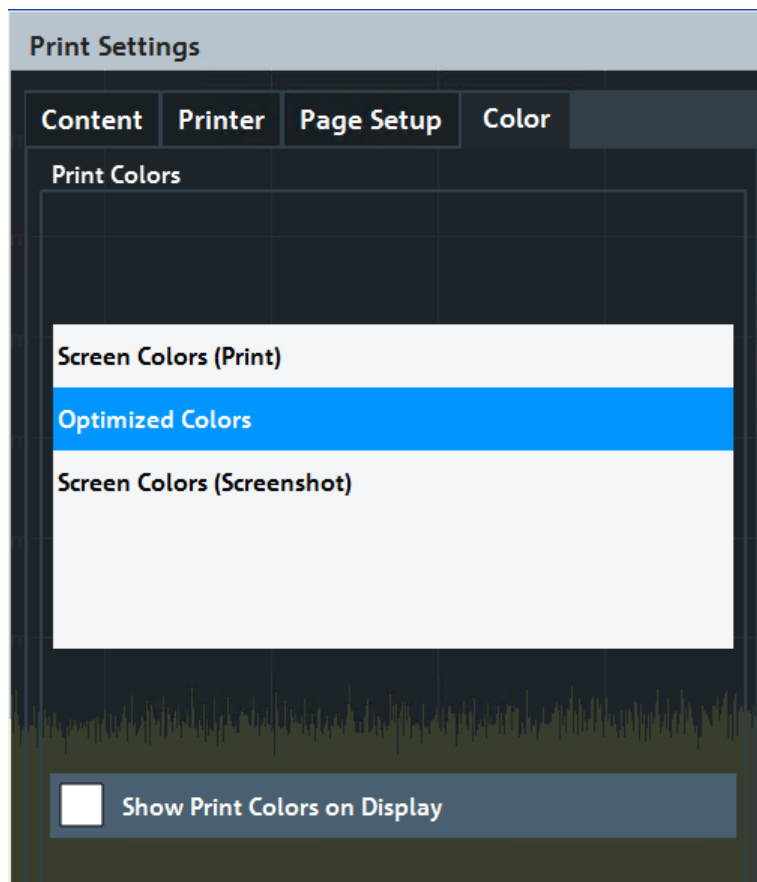 Print Settings
Content Printer Page Setup Color
Print Colors
Screen Colors (Print)
Optimized Colors
Screen Colors (Screenshot)
Show Print Colors on Display